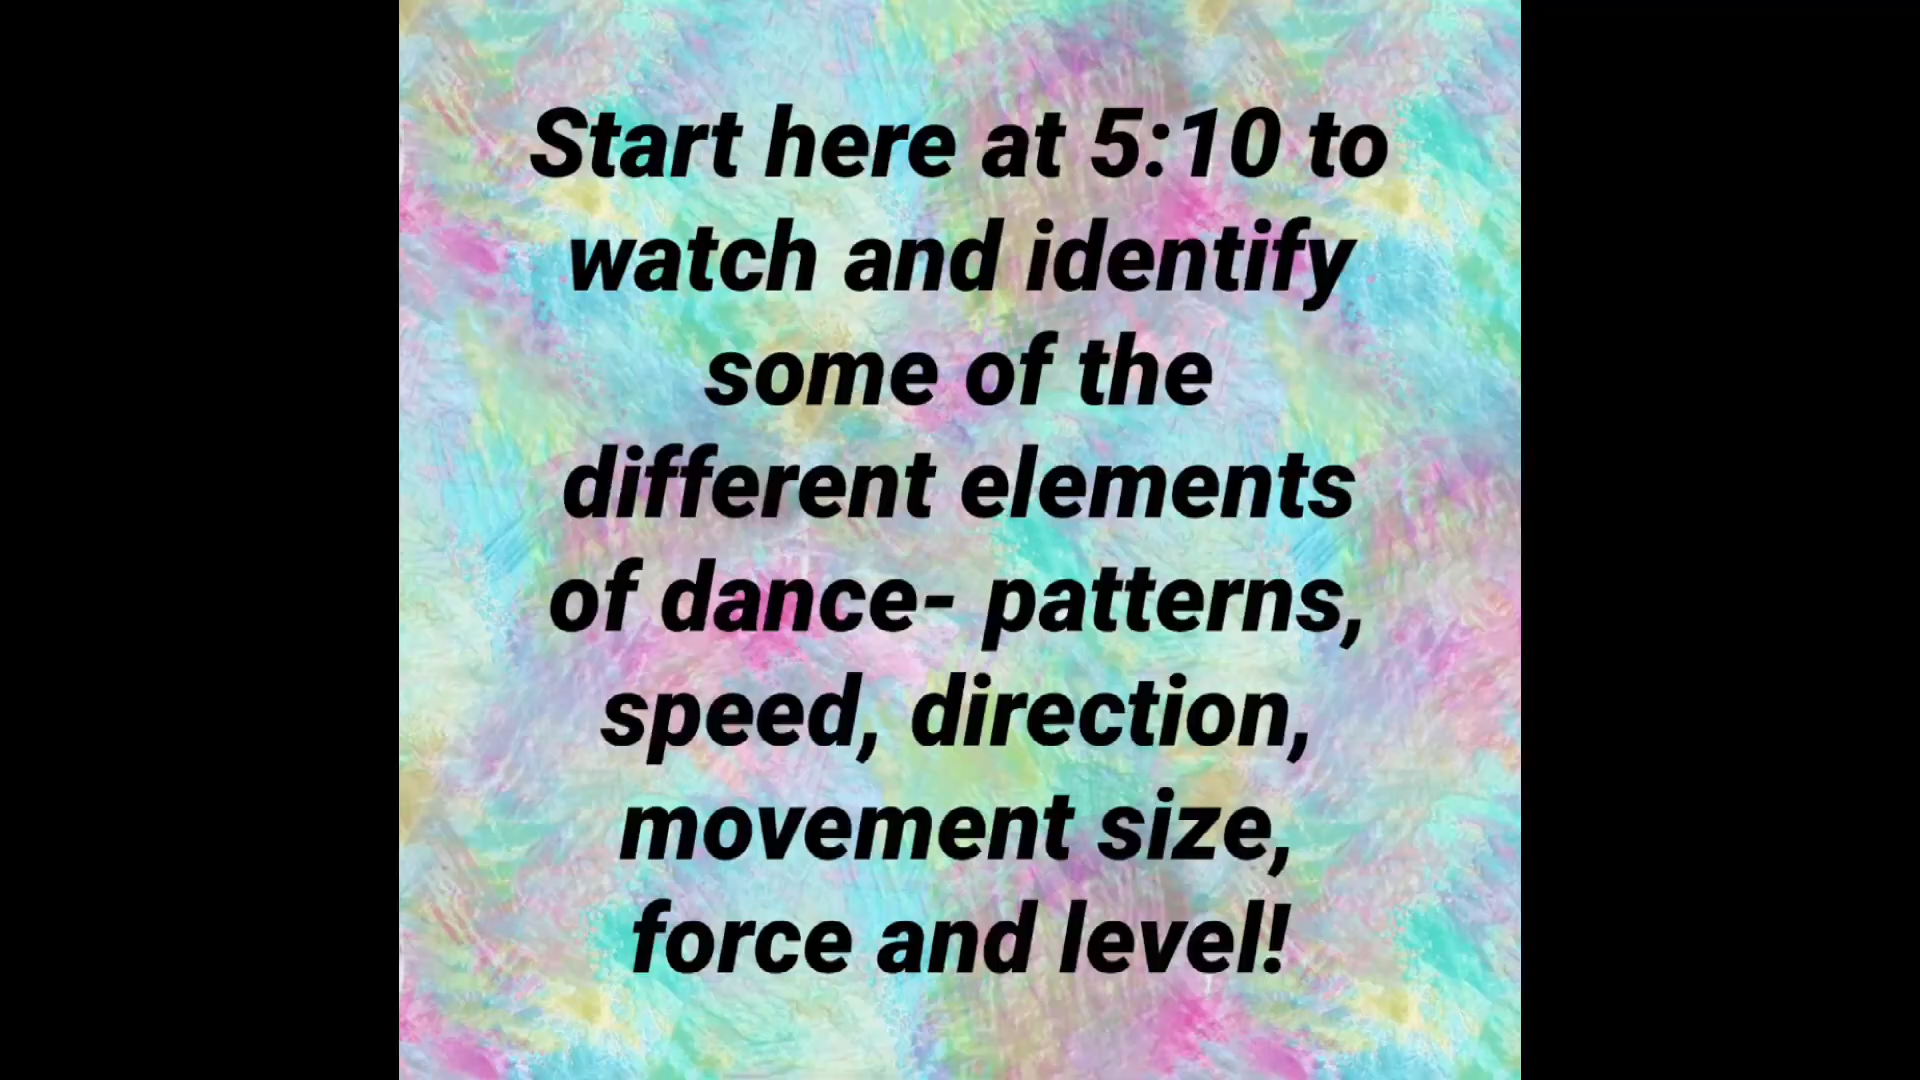 Start here at 5:10 to
watch and identify
some of the
different elements
of dance- patterns,
speed, direction,
movement size,
force and level!